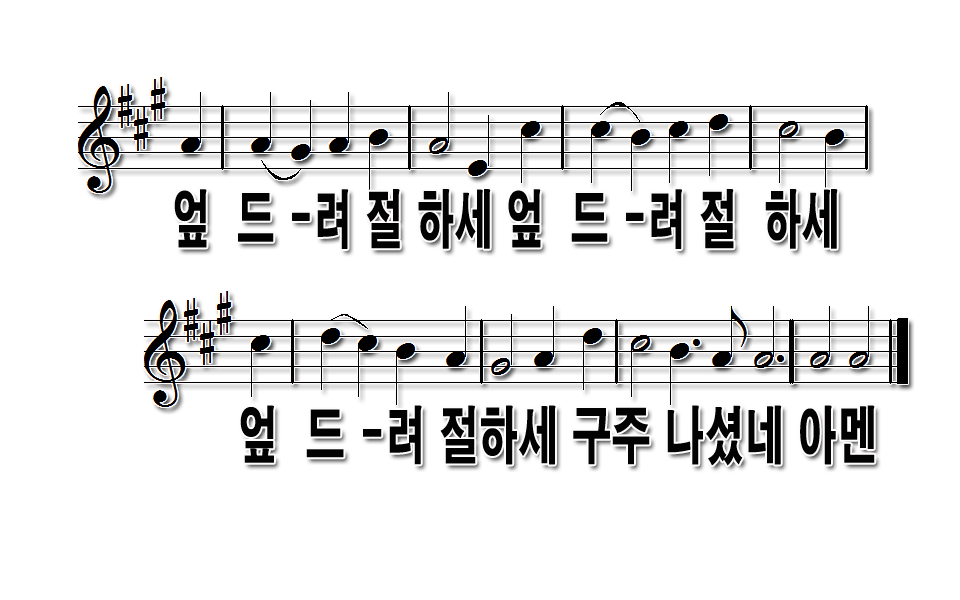 엎 드 -려 절 하세 엎 드 -려 절 하세
엎 드 -려 절하세 구주 나셨네 아멘